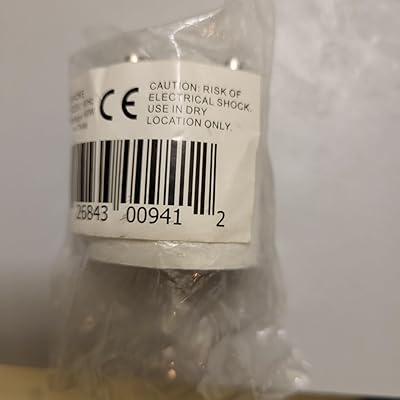 CE
CAUTION: RISK OF
ELECTRICAL SHOCK.
USE IN DRY
LOCATION ONLY.
26843 00941 2